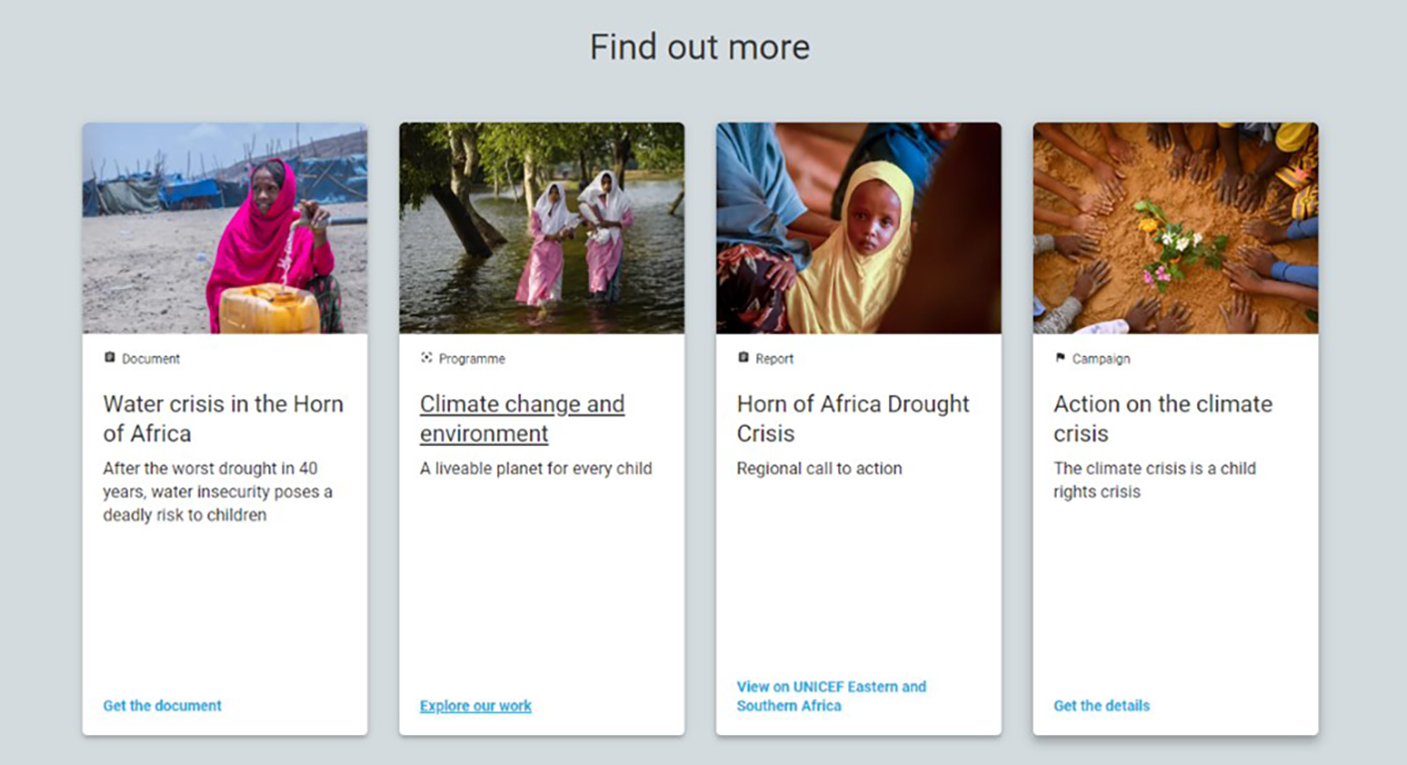 Find out more
Document
Water crisis in the Horn
of Africa
After the worst drought in 40
years, water insecurity poses a
deadly risk to children
Get the document
Programme
Climate change and
environment
A liveable planet for every child
Explore our work
Report
Horn of Africa Drought
Crisis
Regional call to action
View on UNICEF Eastern and
Southern Africa
Campaign
Action on the climate
crisis
The climate crisis is a child
rights crisis
Get the details